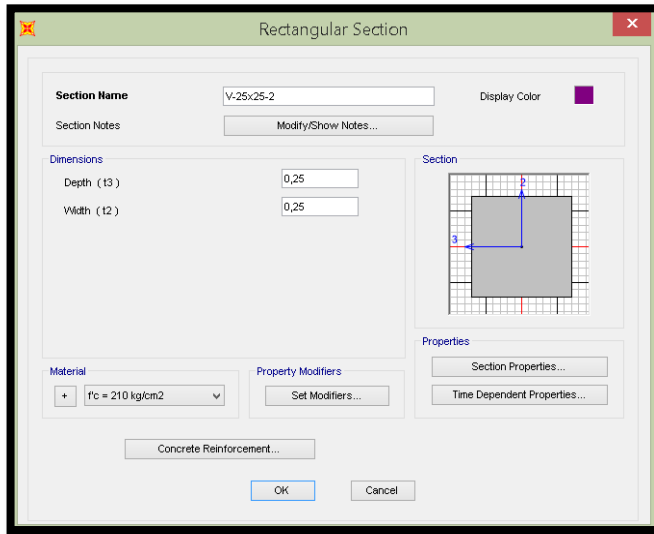 Rectangular Section
Section Name V-25x25-2 Display Color
Section Notes Modify/Show Notes...
Dimensions
Depth ( t3 ) 0,25
Width ( t2 ) 0,25
Section
2
3
Properties
Section Properties...
Time Dependent Properties...
Material
+ f'c = 210 kg/cm2
Property Modifiers
Set Modifiers...
Concrete Reinforcement...
OK Cancel